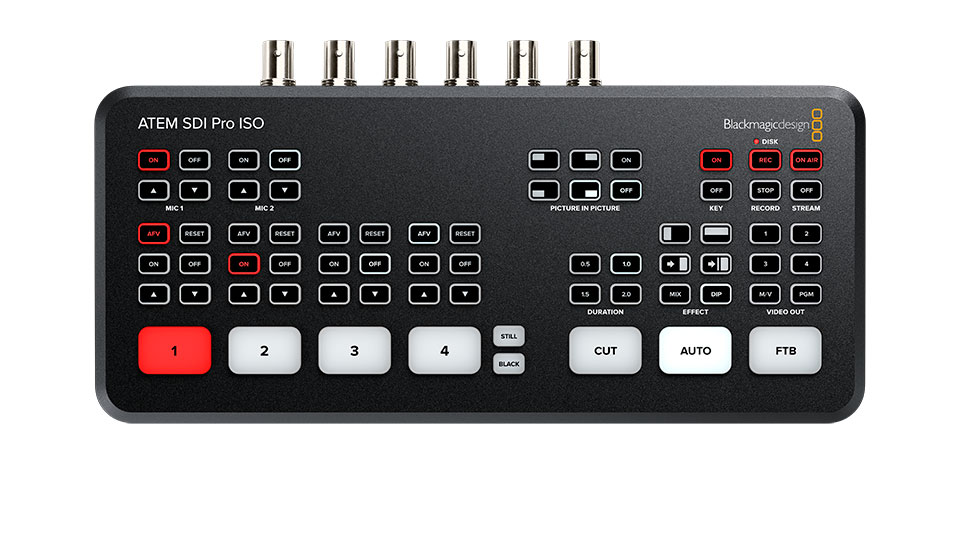 ATEM SDI Pro ISO
Blackmagicdesign
DISK
ON OFF ON OFF ON ON REC ON AIR
OFF OFF STOP OFF
MIC 1 MIC 2 PICTURE IN PICTURE KEY RECORD STREAM
AFV RESET AFV RESET AFV RESET AFV RESET 1 2
ON OFF ON OFF ON OFF ON OFF 0.5 1.0 3 4
1.5 2.0 MIX DIP M/V PGM
DURATION EFFECT VIDEO OUT
1 2 3 4 STILL CUT AUTO FTB
BLACK